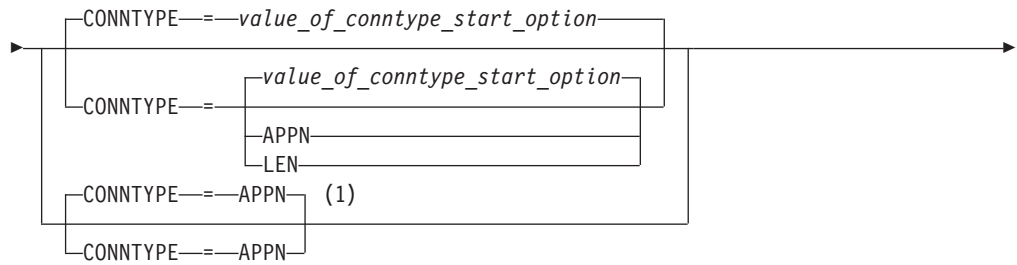 CONNTYPE=value_of_conntype_start_option
value_of_conntype_start_option
CONNTYPE=
APPN
LEN
CONNTYPE=APPN (1)
CONNTYPE=APPN